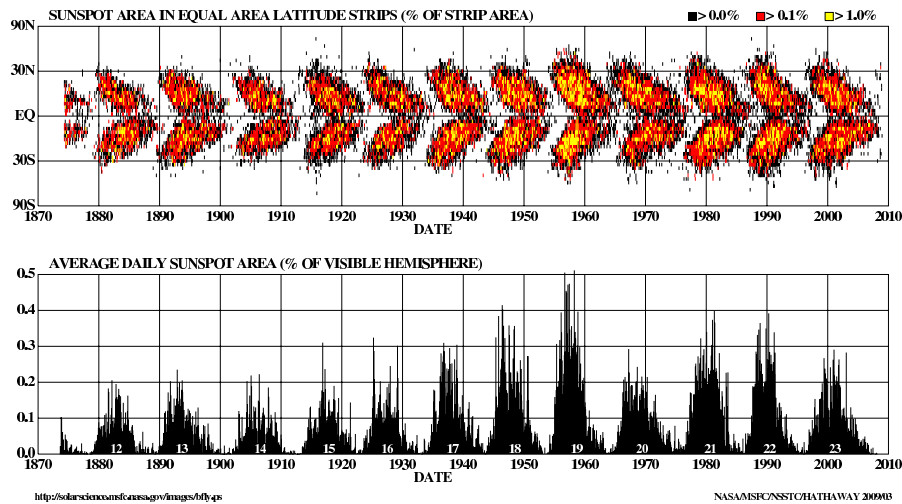 SUNSPOT AREA IN EQUAL AREA LATITUDE STRIPS (% OF STRIP AREA) > 0.0% > 0.1% > 1.0%
90N
30N
EQ
30S
90S
1870 1880 1890 1900 1910 1920 1930 1940 1950 1960 1970 1980 1990 2000 2010
DATE
AVERAGE DAILY SUNSPOT AREA (% OF VISIBLE HEMISPHERE)
0.5
0.4
0.3
0.2
0.1
12 13 14 15 16 17 18 19 20 21 22 23
0.0
1870 1880 1890 1900 1910 1920 1930 1940 1950 1960 1970 1980 1990 2000 2010
DATE
http://solarscience.msfc.nasa.gov/images/bfly.ps NASA/MSFC/NSSTC/HATHAWAY 2009/03